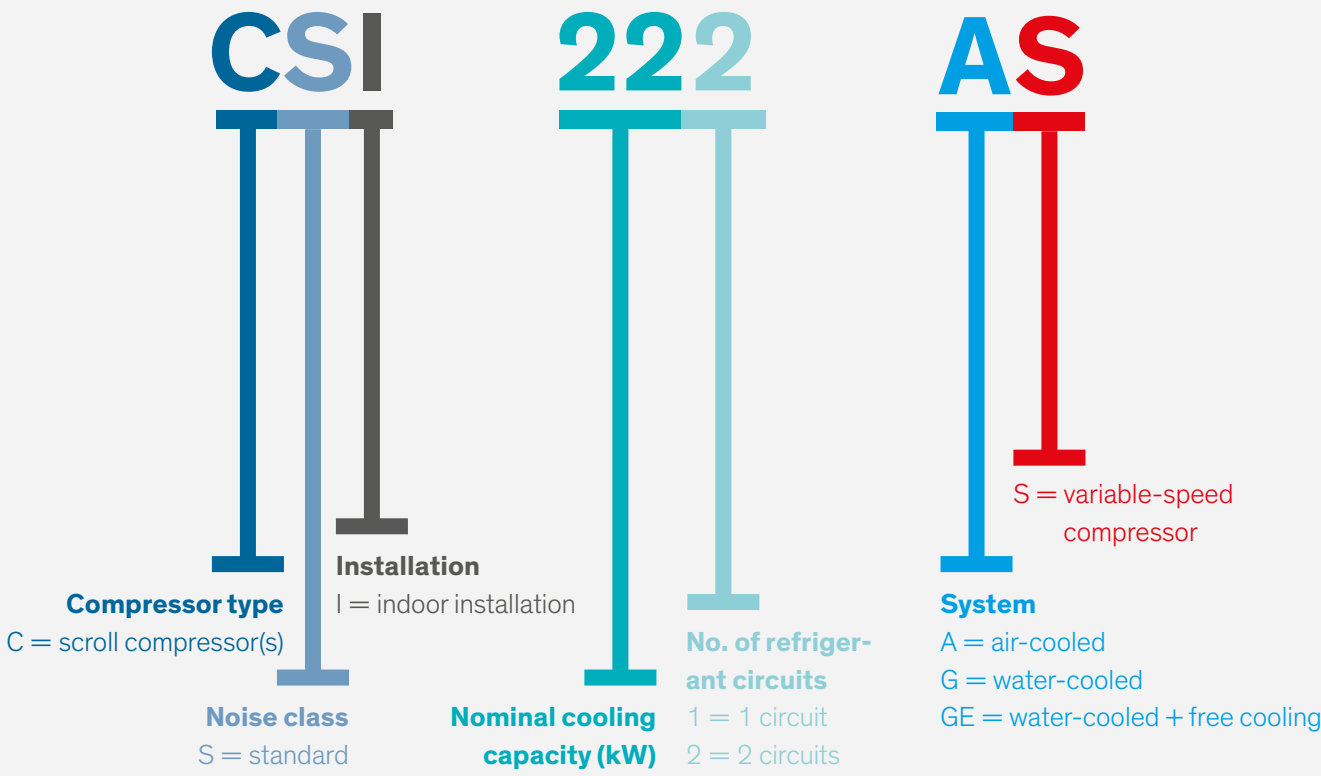 CSI 222 AS
Compressor type
C = scroll compressor(s)
Noise class
S = standard
Installation
I = indoor installation
Nominal cooling
capacity (kW)
No. of refriger-
ant circuits
1 = 1 circuit
2 = 2 circuits
System
A = air-cooled
G = water-cooled
GE = water-cooled + free cooling
S = variable-speed
compressor